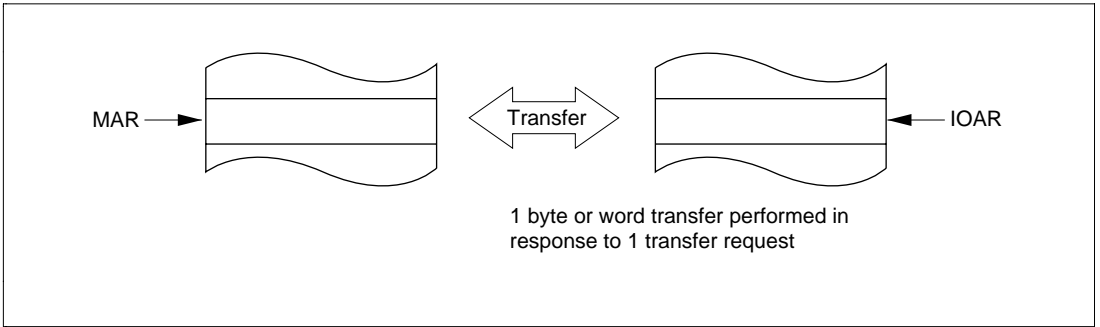 MAR
Transfer
IOAR
1 byte or word transfer performed in
response to 1 transfer request